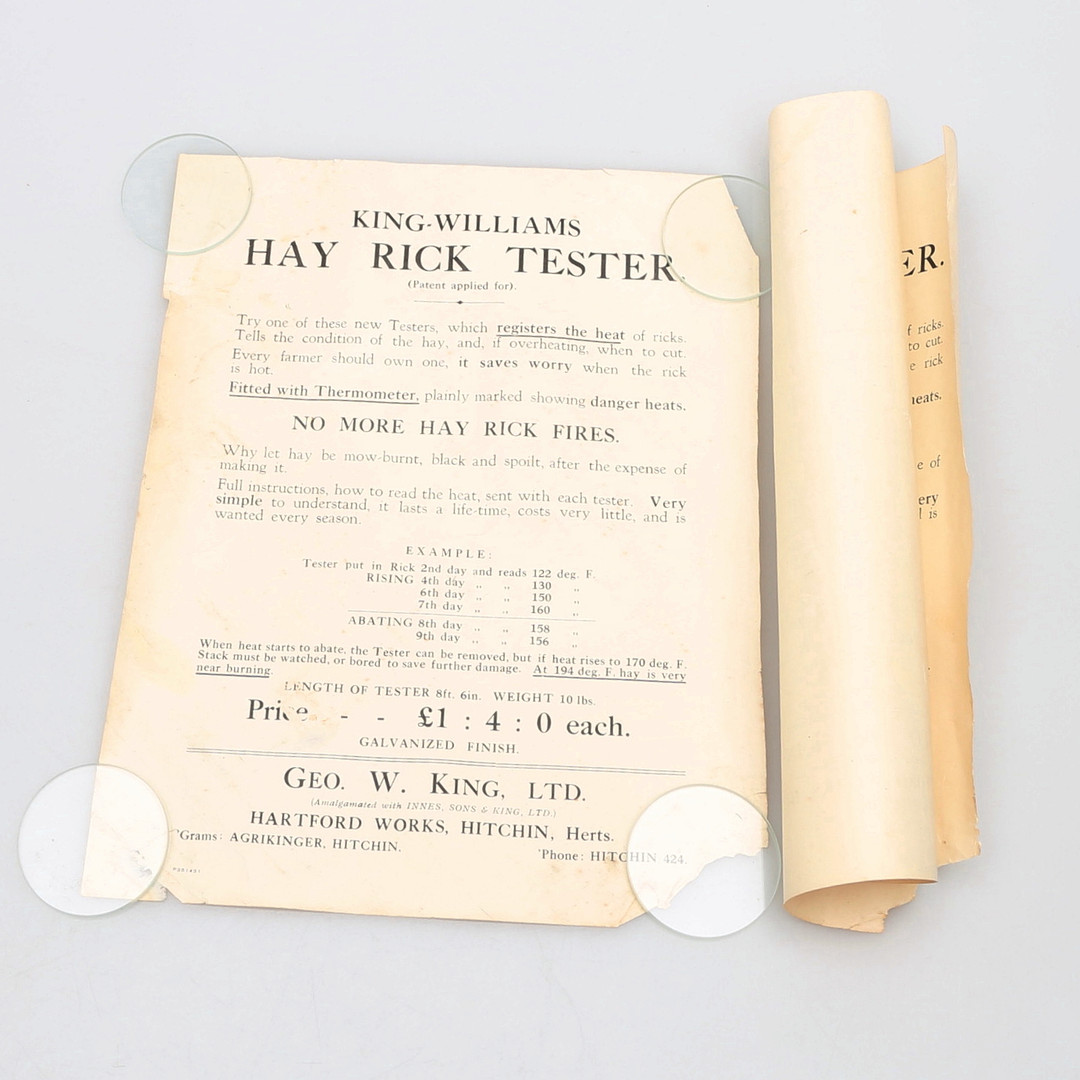 KING-WILLIAMS
HAY RICK TESTER.
(Patent applied for).
Try one of these new Testers, which registers the heat of ricks.
Tells the condition of the hay, and, if overheating, when to cut.
Every farmer should own one, it saves worry when the rick
is hot.
Fitted with Thermometer, plainly marked showing danger heats.
NO MORE HAY RICK FIRES.
Why let hay be mow-burnt, black and spoilt, after the expense of
making it.
Full instructions, how to read the heat, sent with each tester. Very
simple to understand, it lasts a life-time, costs very little, and is
wanted every season.
EXAMPLE:
Tester put in Rick 2nd day and reads 122 deg. F.
RISING 4th day „ „ 130 „
6th day „ „ 150 „
7th day „ „ 160 „
ABATING 8th day „ „ 158 „
9th day „ „ 156 „
When heat starts to abate, the Tester can be removed, but if heat rises to 170 deg. F.
Stack must be watched, or bored to save further damage. At 194 deg. F. hay is very
near burning.
LENGTH OF TESTER 8ft. 6in. WEIGHT 10 lbs.
Price - - £1 : 4 : 0 each.
GALVANIZED FINISH.
GEO. W. KING, LTD.
(Amalgamated with INNES, SONS & KING, LTD.)
HARTFORD WORKS, HITCHIN, Herts.
'Grams: AGRIKINGER, HITCHIN.
'Phone: HITCHIN 424.
ER.
f ricks.
to cut.
e rick
heats.
e of
ery
l is